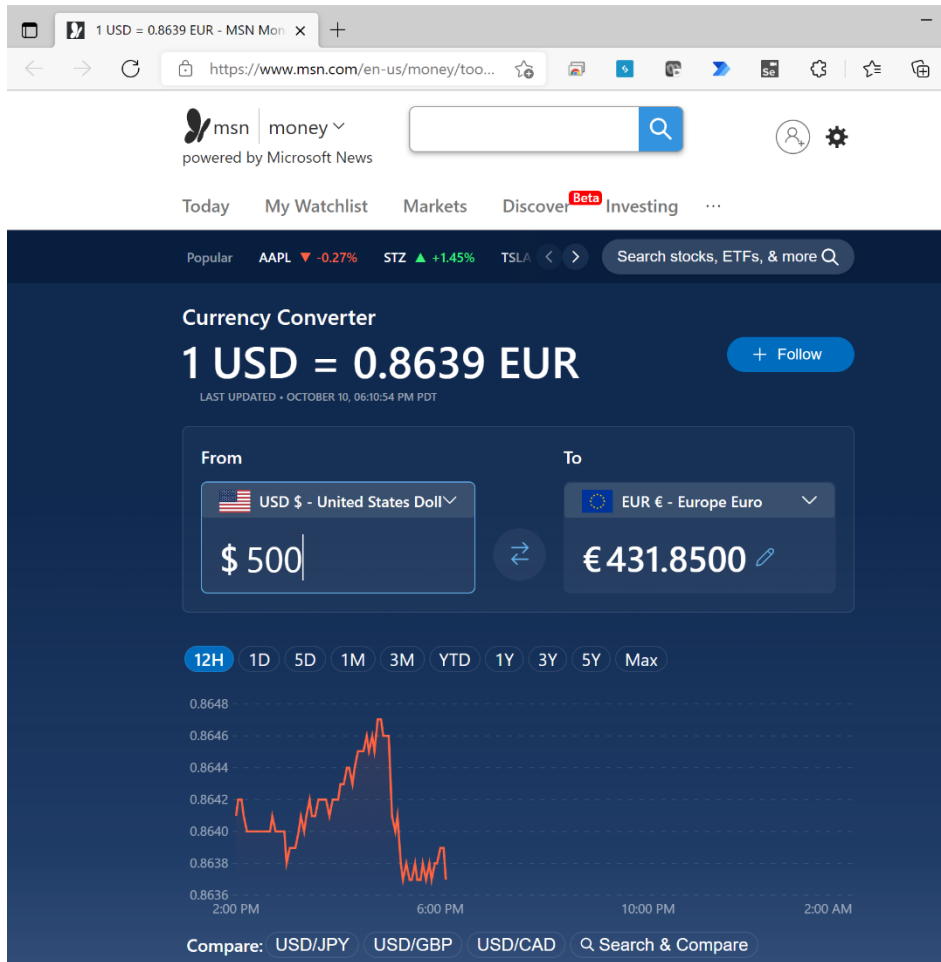 1 USD = 0.8639 EUR - MSN Mon
https://www.msn.com/en-us/money/too...
msn money
powered by Microsoft News
Today My Watchlist Markets Discover Beta Investing ...
Popular AAPL ▼ -0.27% STZ ▲ +1.45% TSLA Search stocks, ETFs, & more
Currency Converter
1 USD = 0.8639 EUR
+ Follow
LAST UPDATED • OCTOBER 10, 06:10:54 PM PDT
From To
USD $ - United States Doll EUR € - Europe Euro
$ 500 € 431.8500
12H 1D 5D 1M 3M YTD 1Y 3Y 5Y Max
0.8648
0.8646
0.8644
0.8642
0.8640
0.8638
0.8636
2:00 PM 6:00 PM 10:00 PM 2:00 AM
Compare: USD/JPY USD/GBP USD/CAD Search & Compare